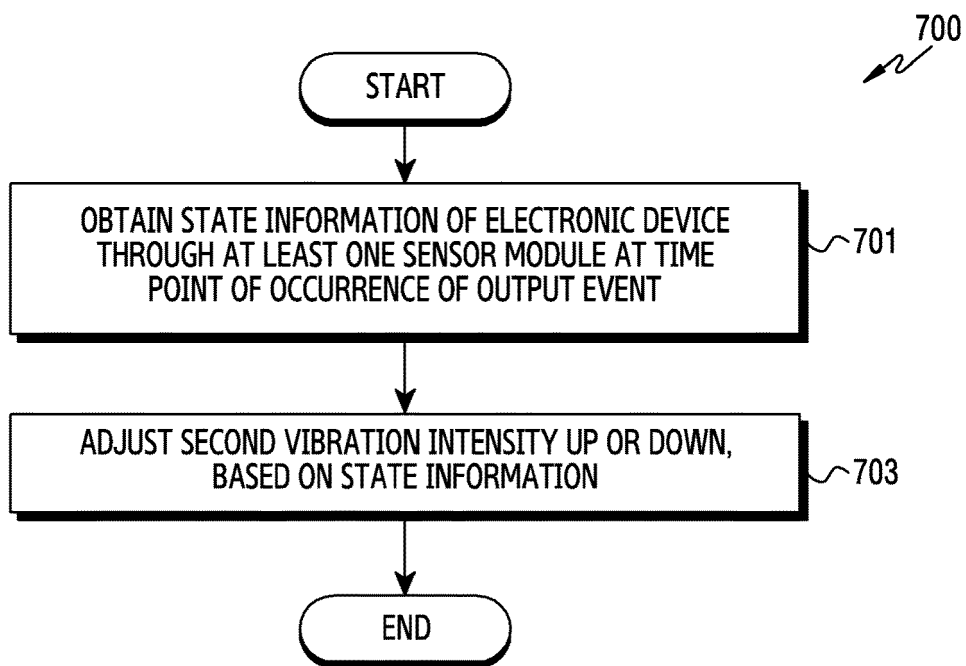 700
START
OBTAIN STATE INFORMATION OF ELECTRONIC DEVICE
THROUGH AT LEAST ONE SENSOR MODULE AT TIME
POINT OF OCCURRENCE OF OUTPUT EVENT
701
ADJUST SECOND VIBRATION INTENSITY UP OR DOWN,
BASED ON STATE INFORMATION
703
END